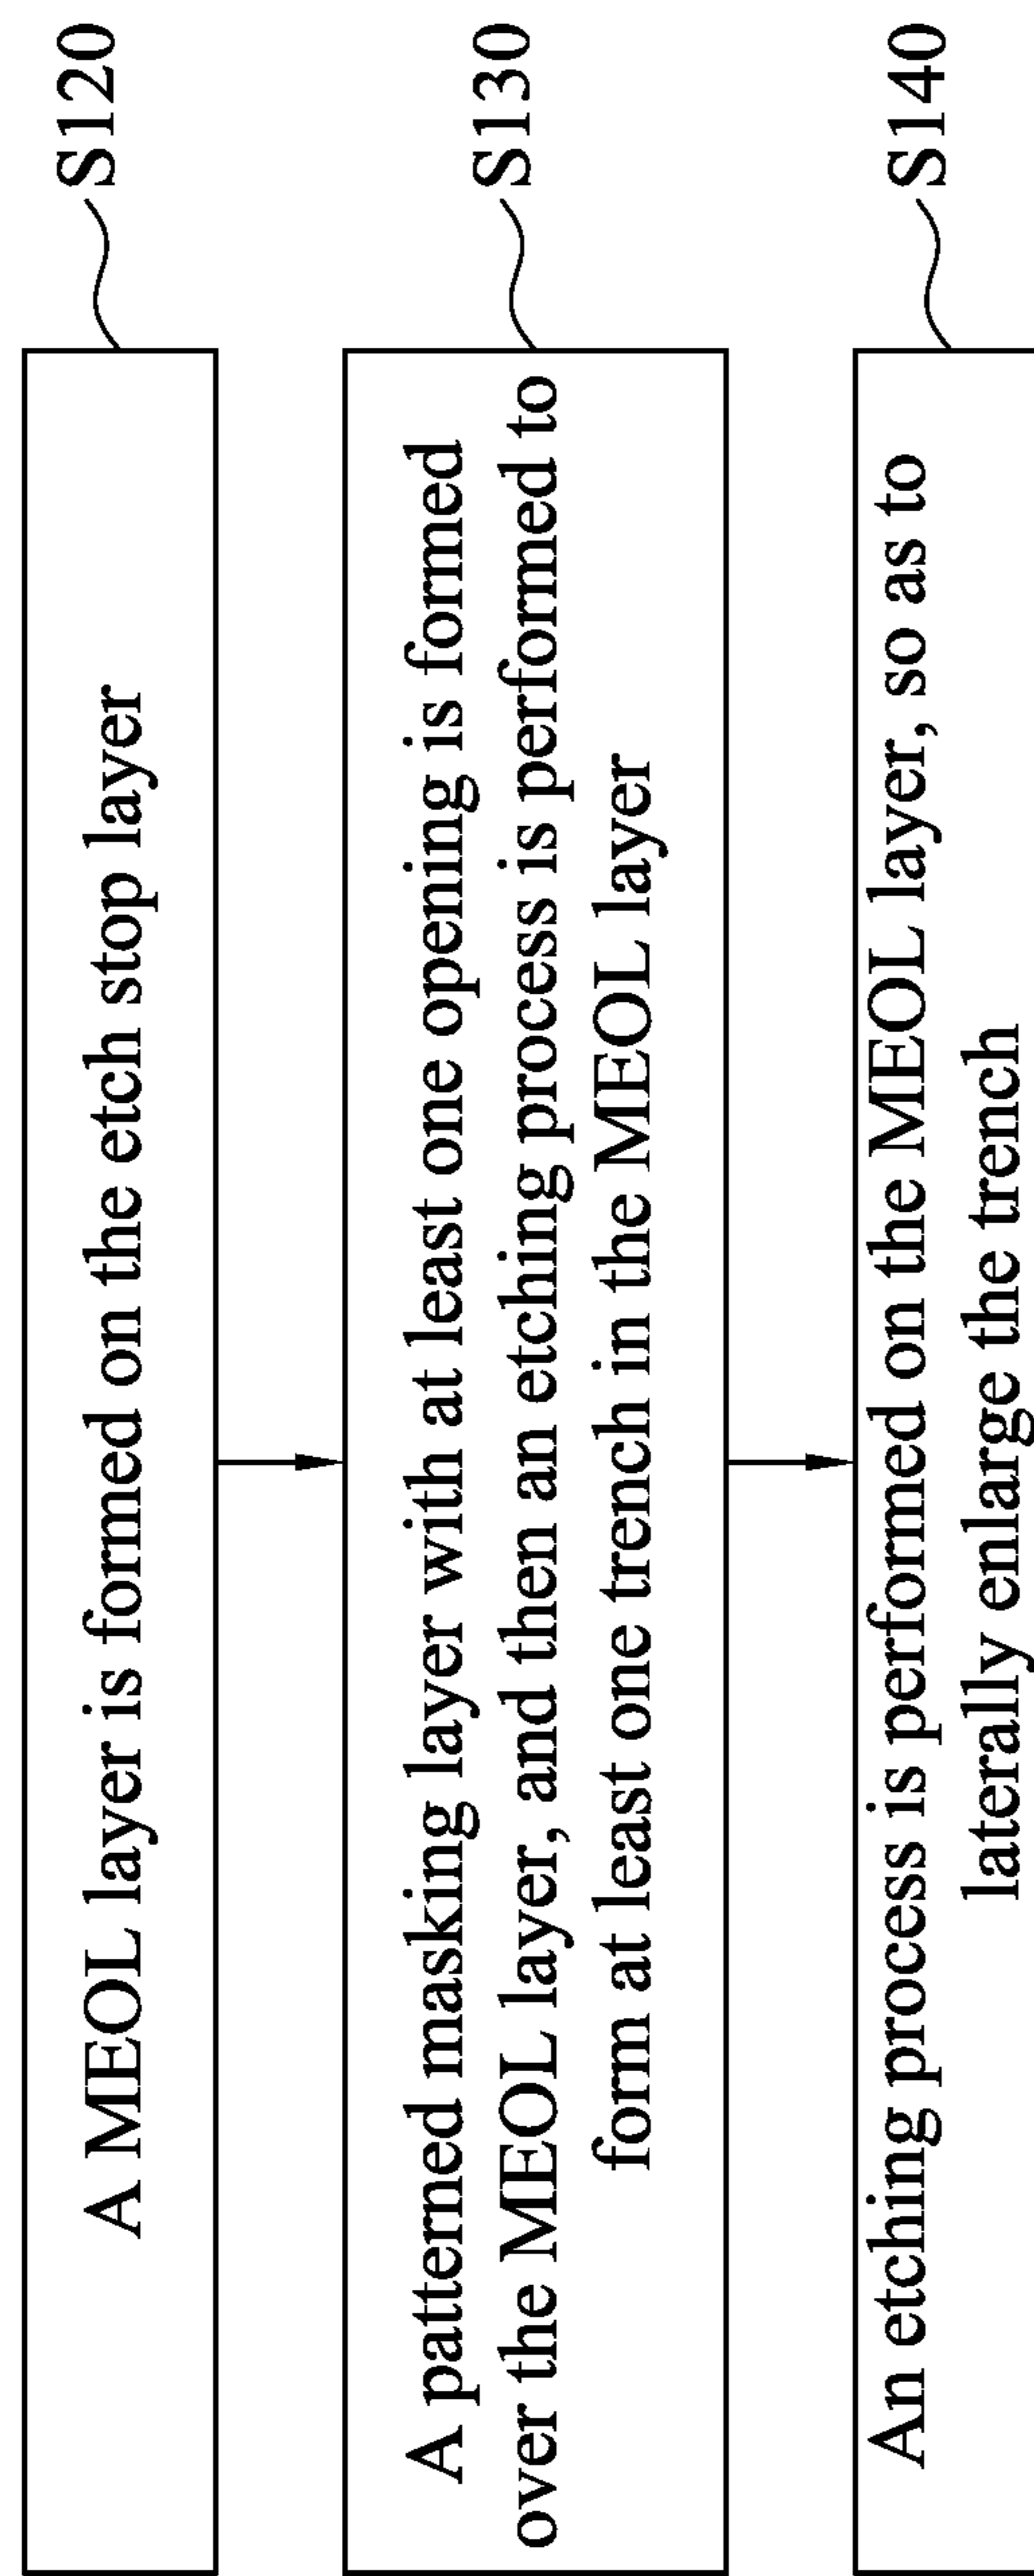 A MEOL layer is formed on the etch stop layer
S120
A patterned masking layer with at least one opening is formed
over the MEOL layer, and then an etching process is performed to
form at least one trench in the MEOL layer
S130
An etching process is performed on the MEOL layer, so as to
laterally enlarge the trench
S140